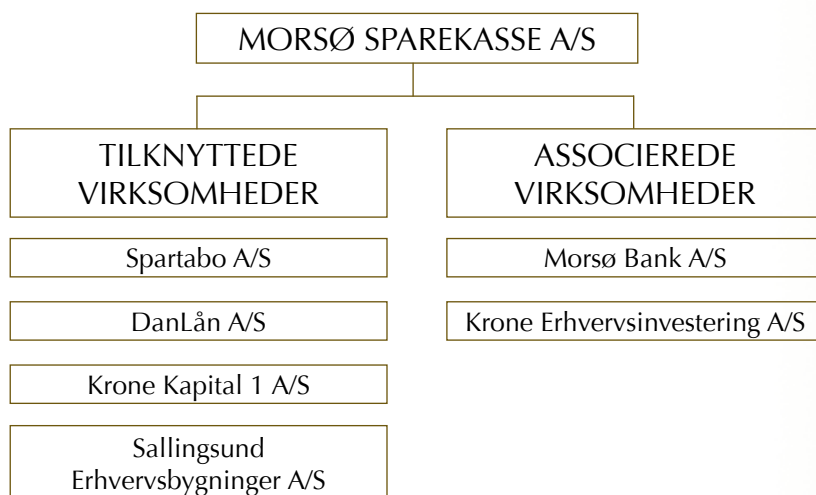 MORSØ SPAREKASSE A/S
TILKNYTTEDE
VIRKSOMHEDER
Spartabo A/S
DanLån A/S
Krone Kapital 1 A/S
Sallingsund
Erhvervsbygninger A/S
ASSOCIEREDE
VIRKSOMHEDER
Morsø Bank A/S
Krone Erhvervsinvestering A/S